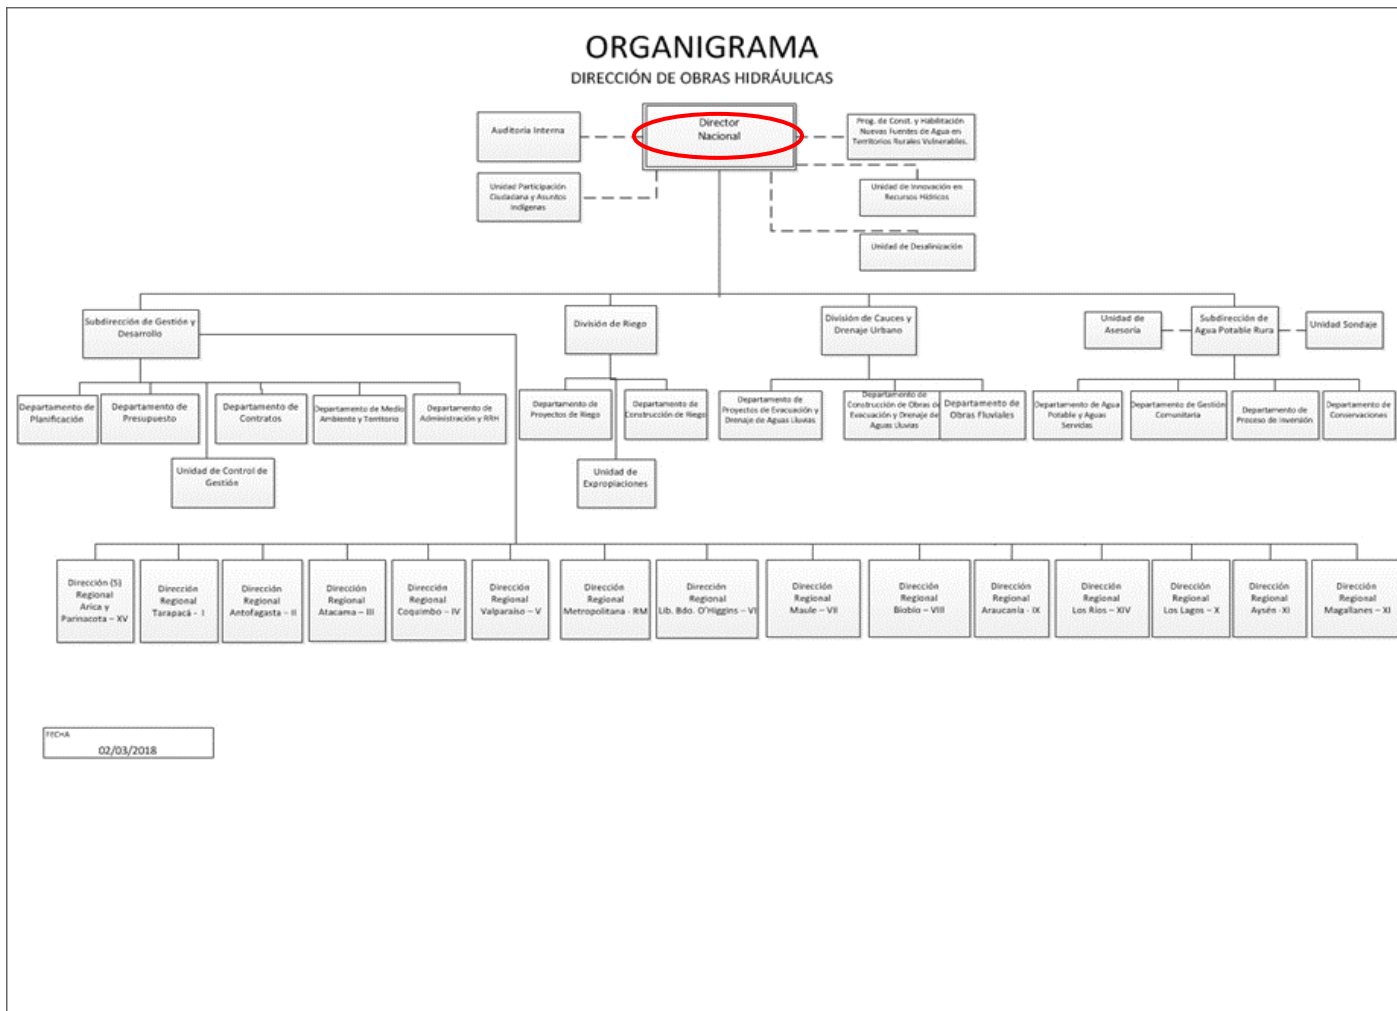 ORGANIGRAMA
DIRECCIÓN DE OBRAS HIDRÁULICAS
Auditoría Interna
Director
Nacional
Prog. de Const. y Habilitación
Nuevas Fuentes de Agua en
Territorios Rurales Vulnerables.
Unidad Participación
Ciudadana y Asuntos
Indígenas
Unidad de Innovación en
Recursos Hídricos
Unidad de Desalinización
Subdirección de Gestión y
Desarrollo
División de Riego
División de Cauces y
Drenaje Urbano
Unidad de
Asesoría
Subdirección de
Agua Potable Rura
Unidad Sondaje
Departamento de
Planificación
Departamento de
Presupuesto
Departamento de
Contratos
Departamento de Medio
Ambiente y Territorio
Departamento de
Administración y RRH
Departamento de
Proyectos de Riego
Departamento de
Construcción de Riego
Departamento de
Proyectos de Evacuación y
Drenaje de Aguas Lluvias
Departamento de
Construcción de Obras de
Evacuación y Drenaje de
Aguas Lluvias
Departamento de
Obras Fluviales
Departamento de Agua
Potable y Aguas
Servidas
Departamento de Gestión
Comunitaria
Departamento de
Proceso de Inversión
Departamento de
Conservaciones
Unidad de Control de
Gestión
Unidad de
Expropiaciones
Dirección (S)
Regional
Arica y
Parinacota – XV
Dirección
Regional
Tarapacá - I
Dirección
Regional
Antofagasta – II
Dirección
Regional
Atacama – III
Dirección
Regional
Coquimbo – IV
Dirección
Regional
Valparaíso – V
Dirección
Regional
Metropolitana - RM
Dirección
Regional
Lib. Bdo. O'Higgins – VI
Dirección
Regional
Maule – VII
Dirección
Regional
Biobío – VIII
Dirección
Regional
Araucanía - IX
Dirección
Regional
Los Ríos – XIV
Dirección
Regional
Los Lagos – X
Dirección
Regional
Aysén -XI
Dirección
Regional
Magallanes – XI
FECHA
02/03/2018